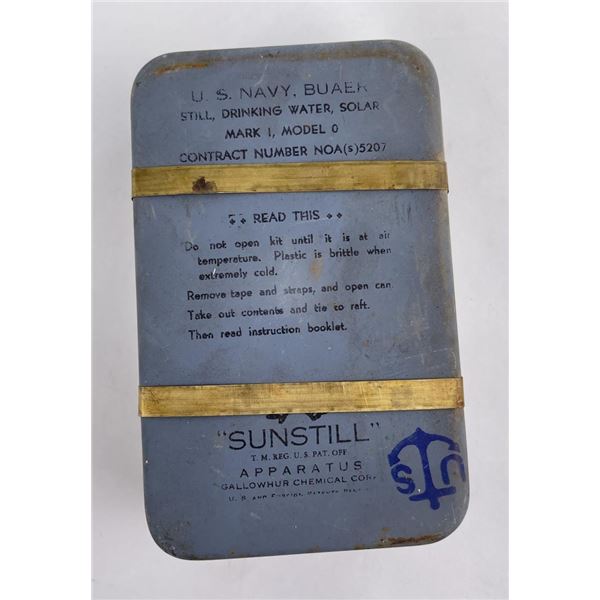 U. S. NAVY, BUAER
STILL, DRINKING WATER, SOLAR
MARK I, MODEL 0
CONTRACT NUMBER NOA(s)5207
READ THIS
Do not open kit until it is at air
temperature. Plastic is brittle when
extremely cold.
Remove tape and straps, and open can.
Take out contents and tie to raft.
Then read instruction booklet.
"SUNSTILL"
T. M. REG. U. S. PAT. OFF.
APPARATUS
GALLOWHUR CHEMICAL CORP.
U. S. AND FOREIGN PATENTS